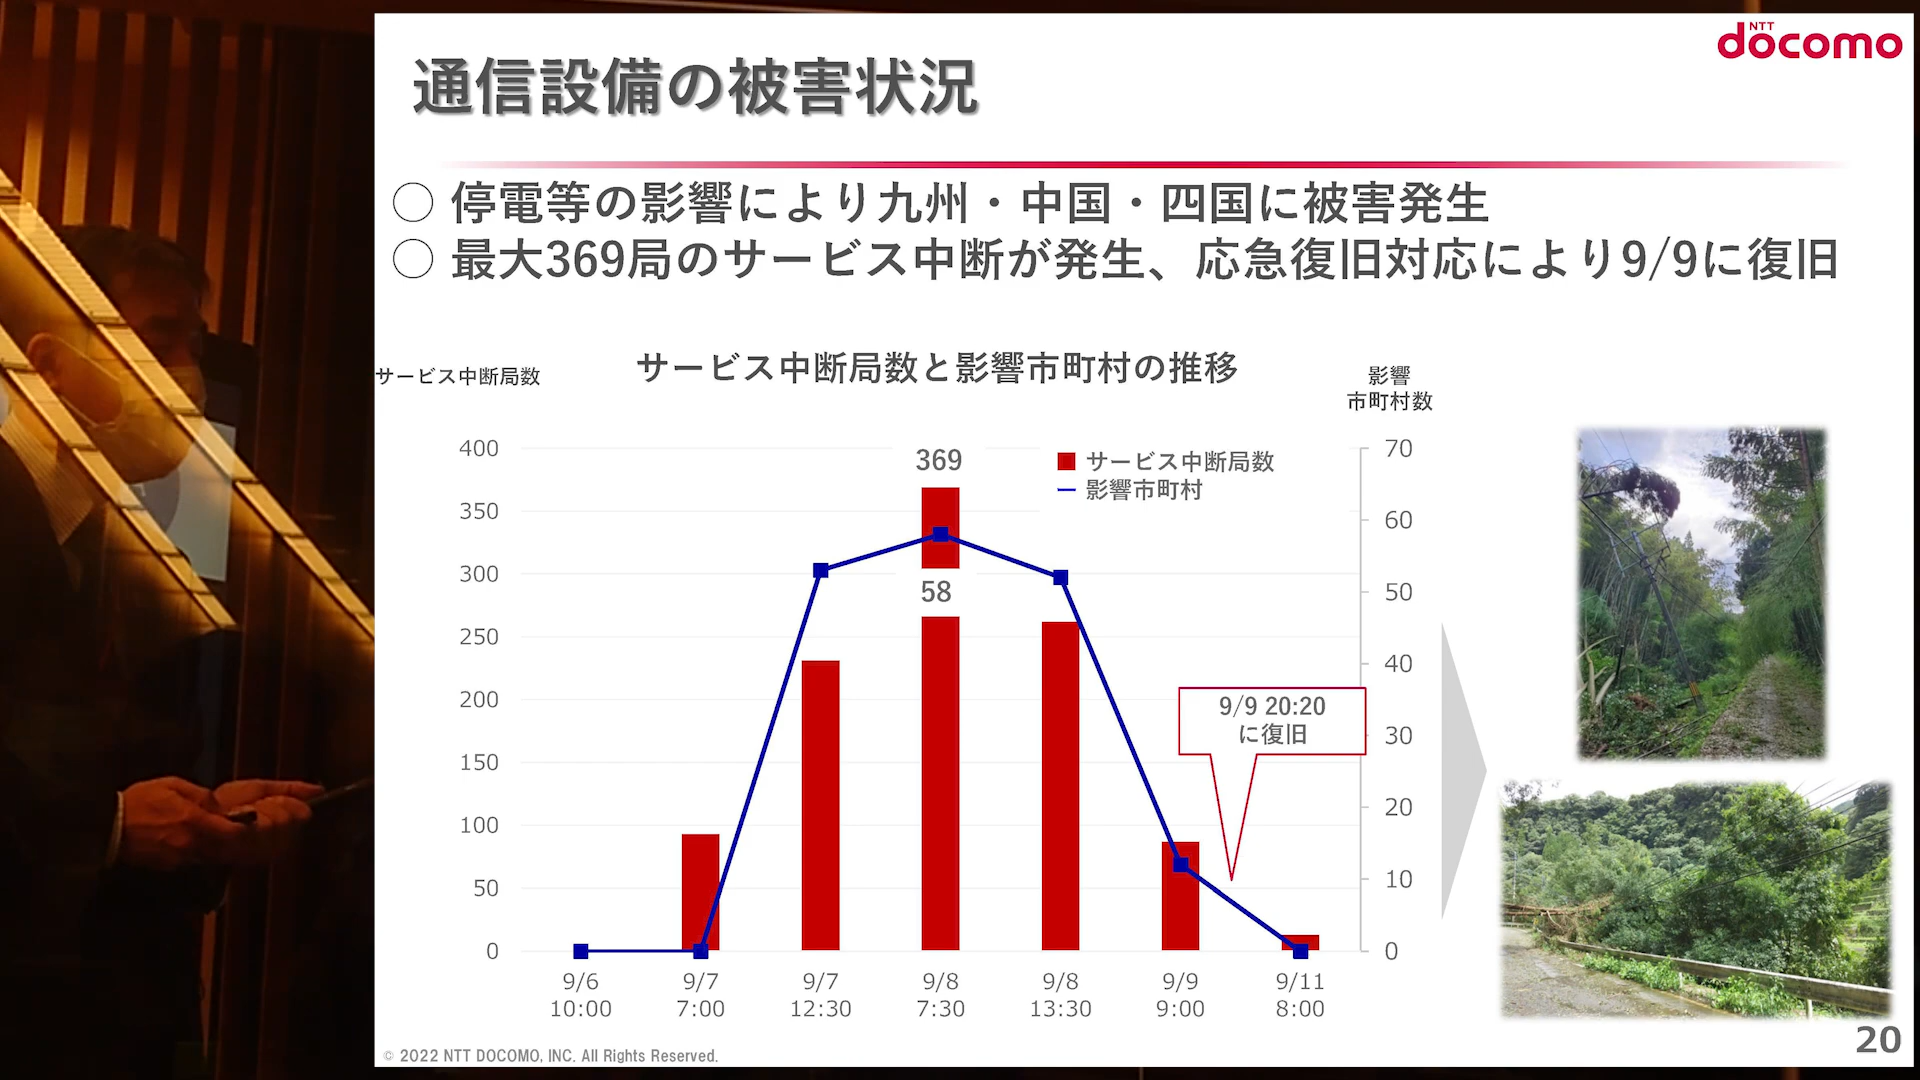 NTT
docomo
通信設備の被害状況
○ 停電等の影響により九州・中国・四国に被害発生
○ 最大369局のサービス中断が発生、応急復旧対応により9/9に復旧
サービス中断局数と影響市町村の推移
サービス中断局数
影響
市町村数
400
350
300
250
200
150
100
50
0
369
58
サービス中断局数
影響市町村
9/9 20:20
に復旧
70
60
50
40
30
20
10
0
9/6
10:00
9/7
7:00
9/7
12:30
9/8
7:30
9/8
13:30
9/9
9:00
9/11
8:00
© 2022 NTT DOCOMO, INC. All Rights Reserved.
20